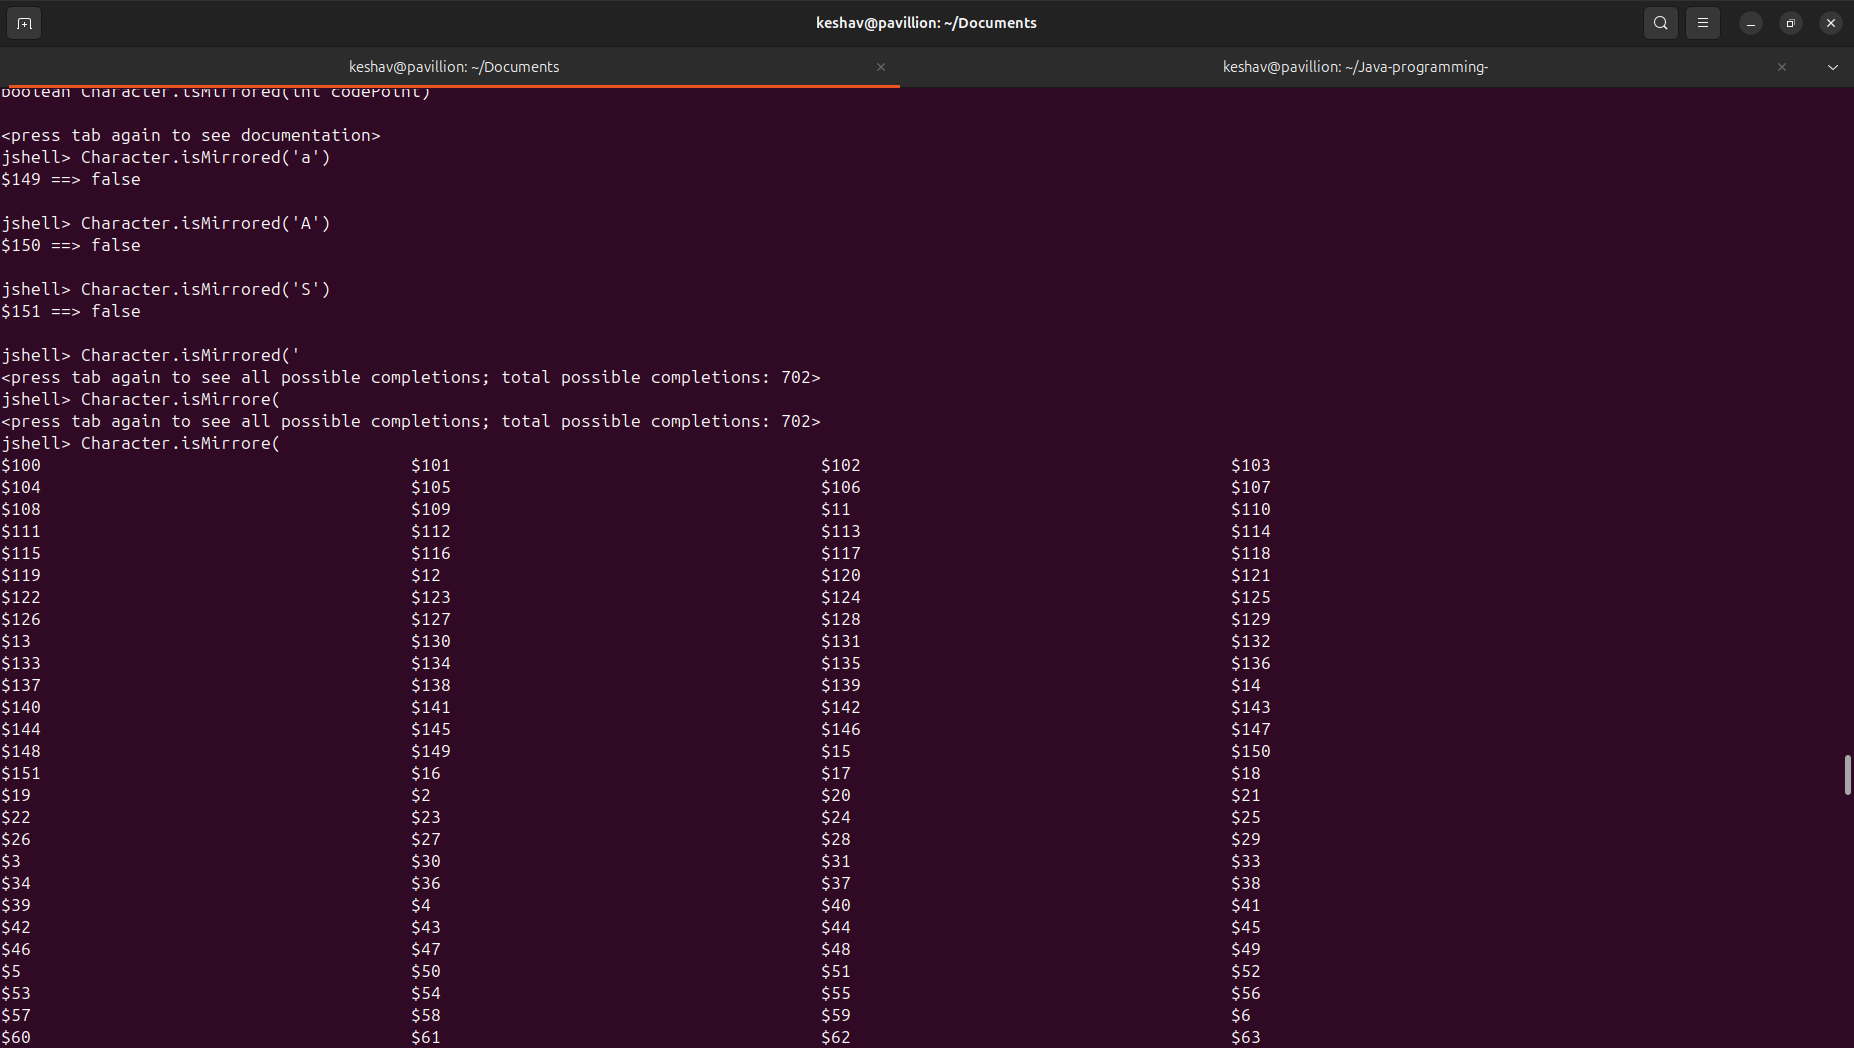 keshav@pavillion: ~/Documents
keshav@pavillion: ~/Documents
keshav@pavillion: ~/Java-programming-
boolean Character.isMirrored(int codePoint)
<press tab again to see documentation>
jshell> Character.isMirrored('a')
$149 ==> false
jshell> Character.isMirrored('A')
$150 ==> false
jshell> Character.isMirrored('S')
$151 ==> false
jshell> Character.isMirrored('
<press tab again to see all possible completions; total possible completions: 702>
jshell> Character.isMirrore(
<press tab again to see all possible completions; total possible completions: 702>
jshell> Character.isMirrore(
$100 $101 $102 $103
$104 $105 $106 $107
$108 $109 $11 $110
$111 $112 $113 $114
$115 $116 $117 $118
$119 $12 $120 $121
$122 $123 $124 $125
$126 $127 $128 $129
$13 $130 $131 $132
$133 $134 $135 $136
$137 $138 $139 $14
$140 $141 $142 $143
$144 $145 $146 $147
$148 $149 $15 $150
$151 $16 $17 $18
$19 $2 $20 $21
$22 $23 $24 $25
$26 $27 $28 $29
$3 $30 $31 $33
$34 $36 $37 $38
$39 $4 $40 $41
$42 $43 $44 $45
$46 $47 $48 $49
$5 $50 $51 $52
$53 $54 $55 $56
$57 $58 $59 $6
$60 $61 $62 $63